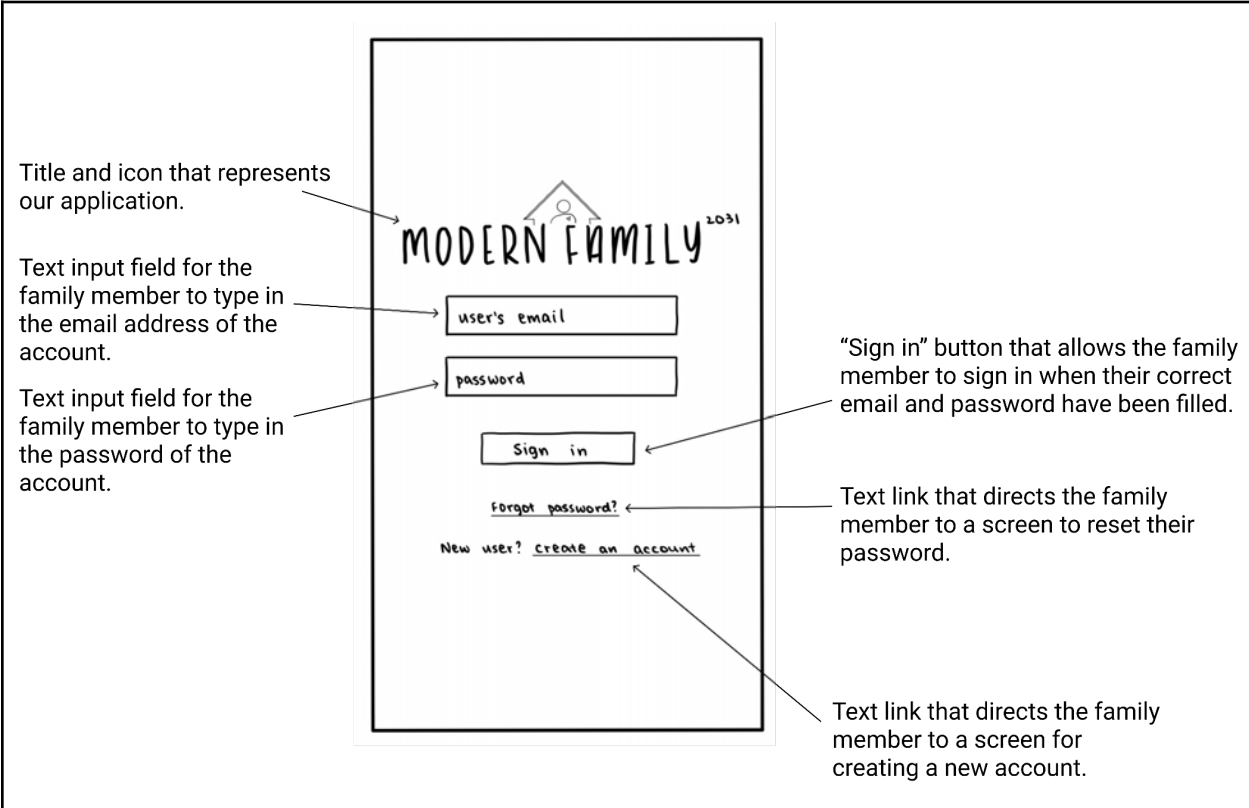 Title and icon that represents
our application.
Text input field for the
family member to type in
the email address of the
account.
Text input field for the
family member to type in
the password of the
account.
MODERN FAMILY 2031
user's email
password
Sign in
Forgot password?
New user? create an account
“Sign in” button that allows the family
member to sign in when their correct
email and password have been filled.
Text link that directs the family
member to a screen to reset their
password.
Text link that directs the family
member to a screen for
creating a new account.